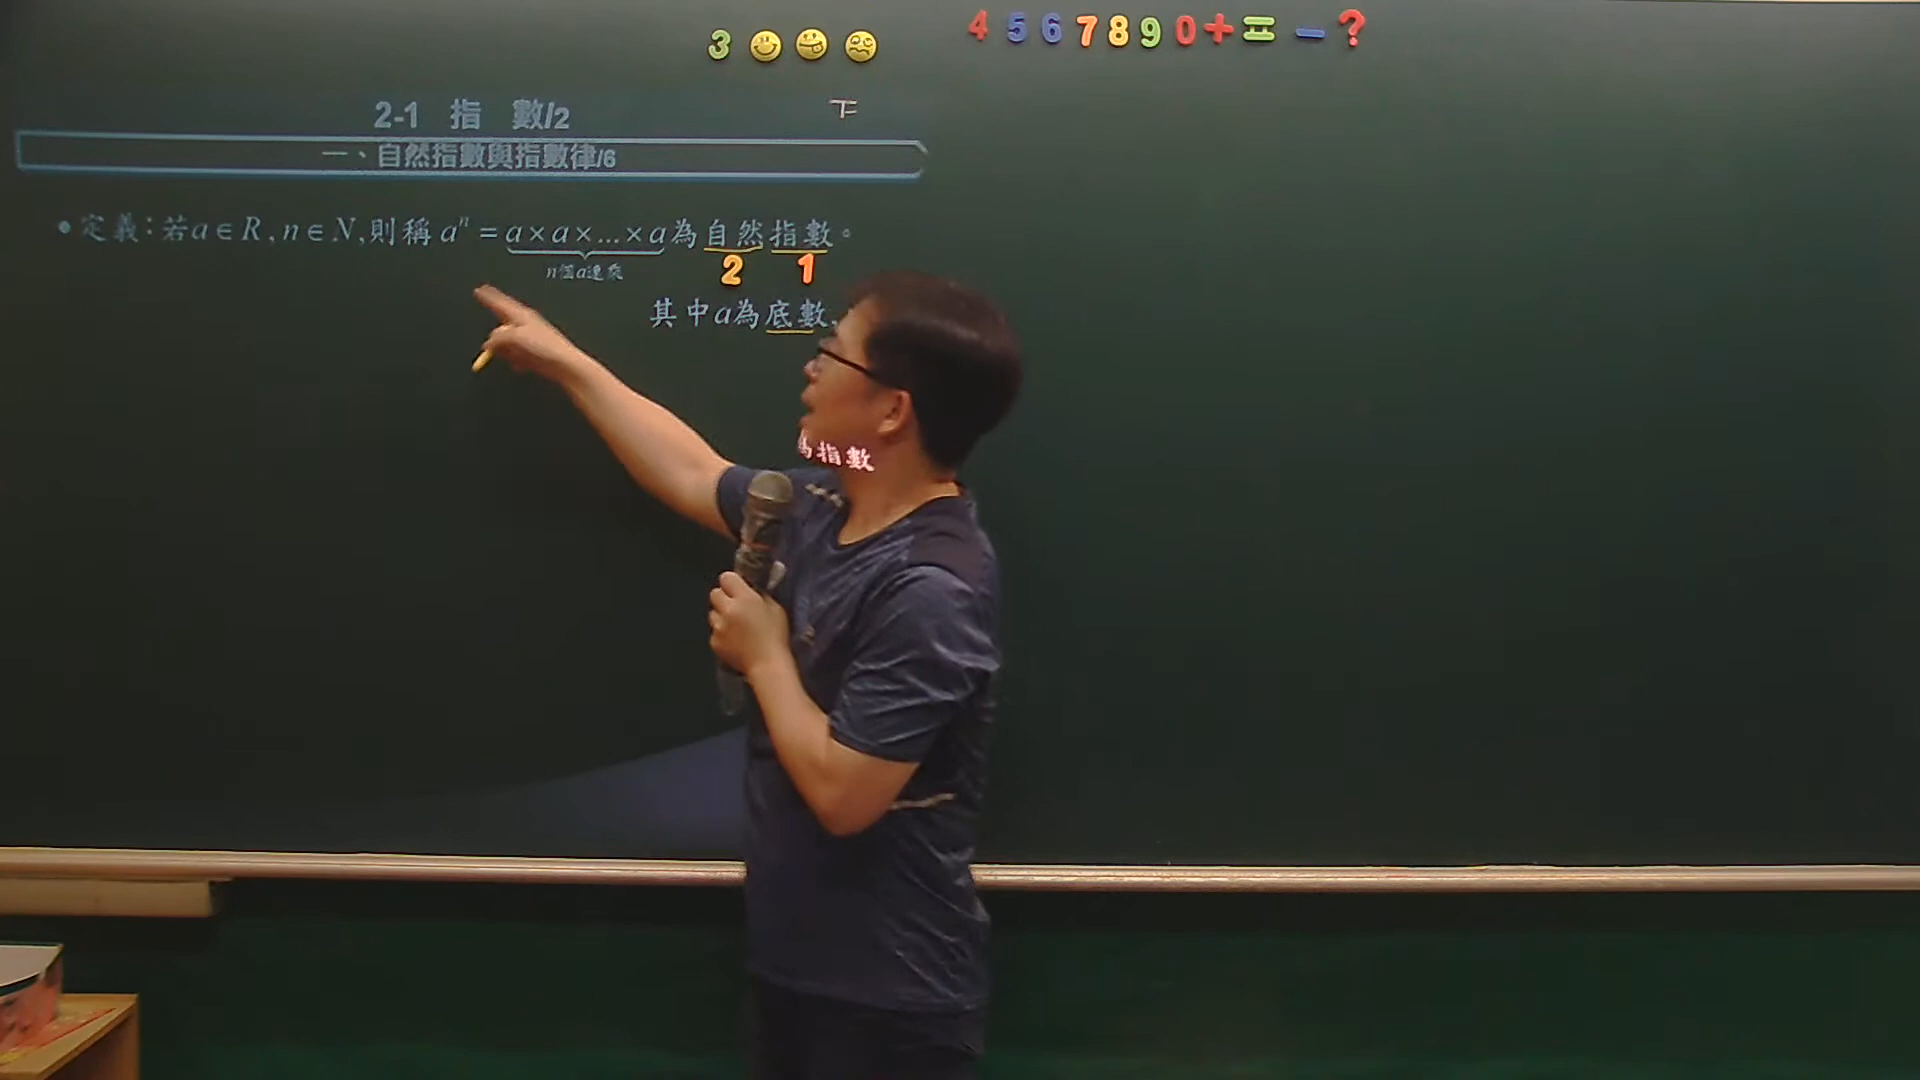 3 4 5 6 7 8 9 0 + = − ?
下
2-1 指 數/2
一、自然指數與指數律/6
• 定義：若a∈R,n∈N,則稱 aⁿ = a×a×...×a 為自然指數。
n個a連乘
2 1
其中a為底數,
為指數